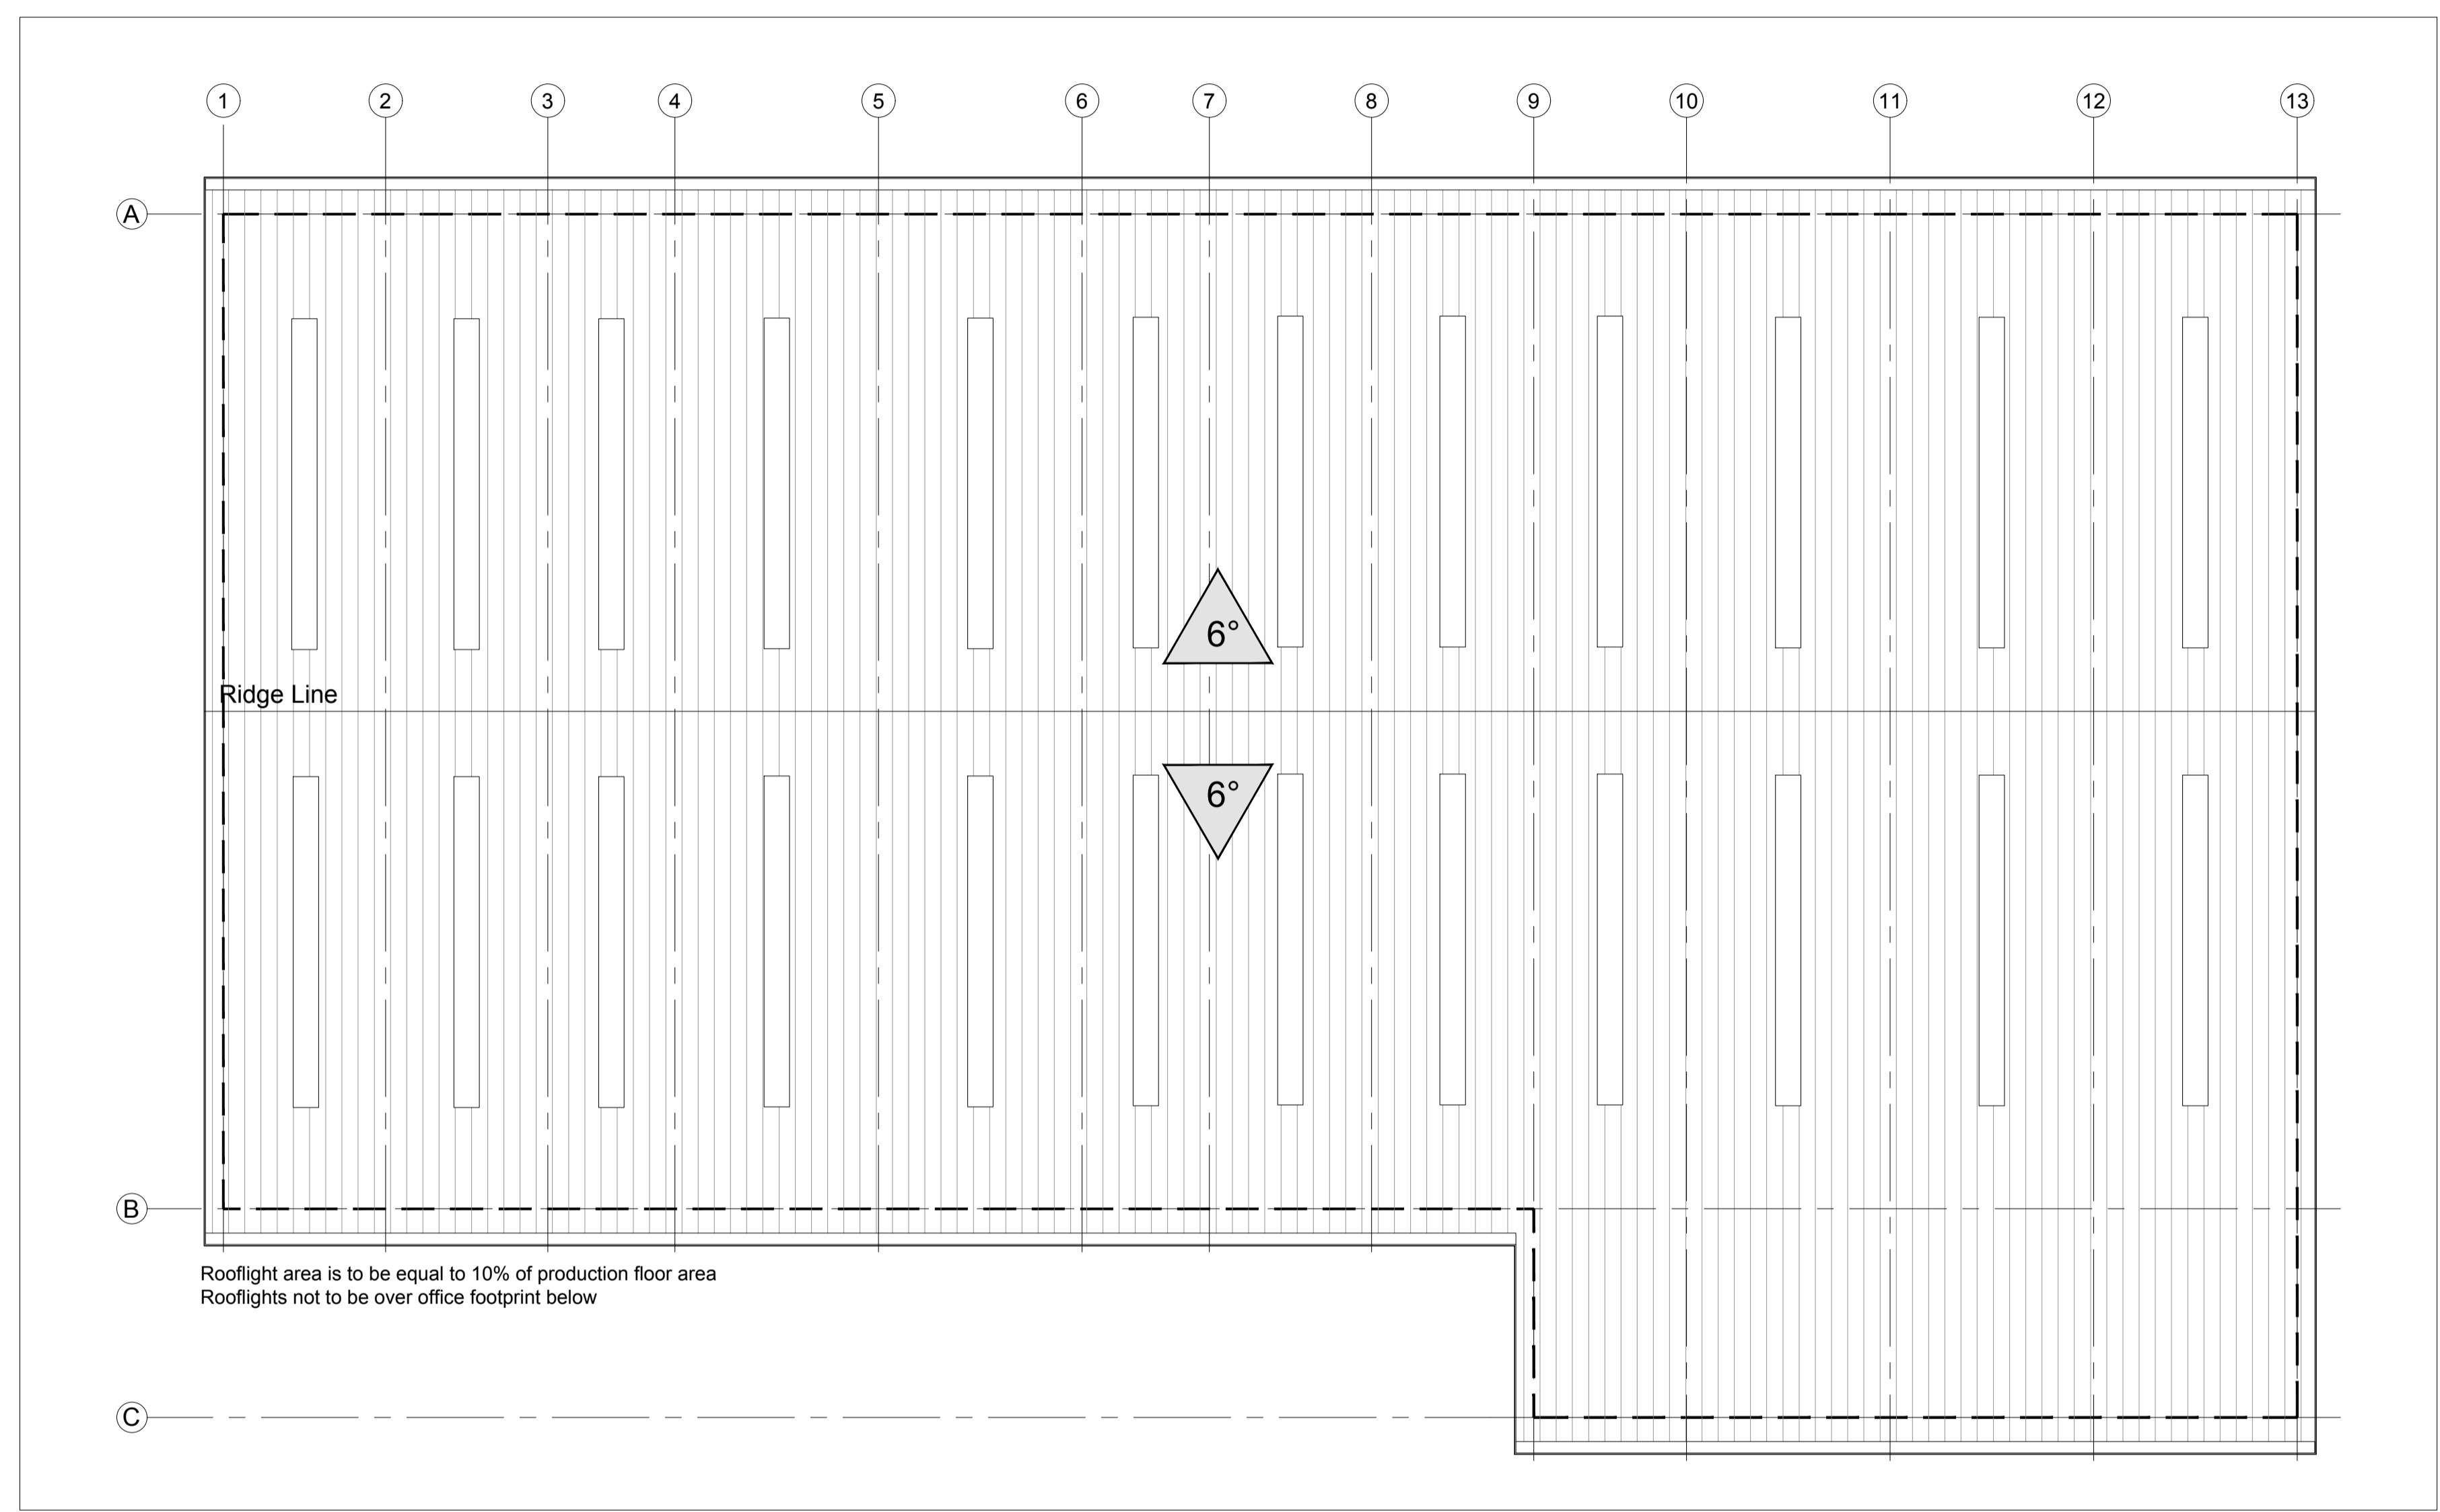 1 2 3 4 5 6 7 8 9 10 11 12 13
A
6°
Ridge Line
6°
B
Rooflight area is to be equal to 10% of production floor area
Rooflights not to be over office footprint below
C